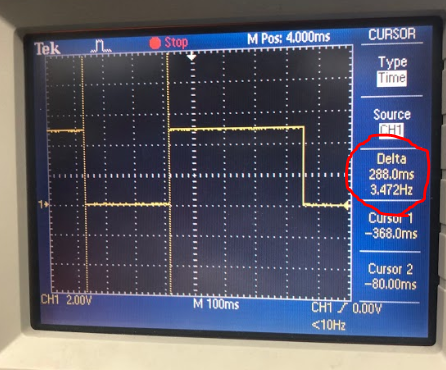 Tek
Stop
M Pos: 4.000ms
CURSOR
Type
Time
Source
CH1
Delta
288.0ms
3.472Hz
Cursor 1
-368.0ms
Cursor 2
-80.00ms
1
CH1 2.00V
M 100ms
CH1 0.00V
<10Hz